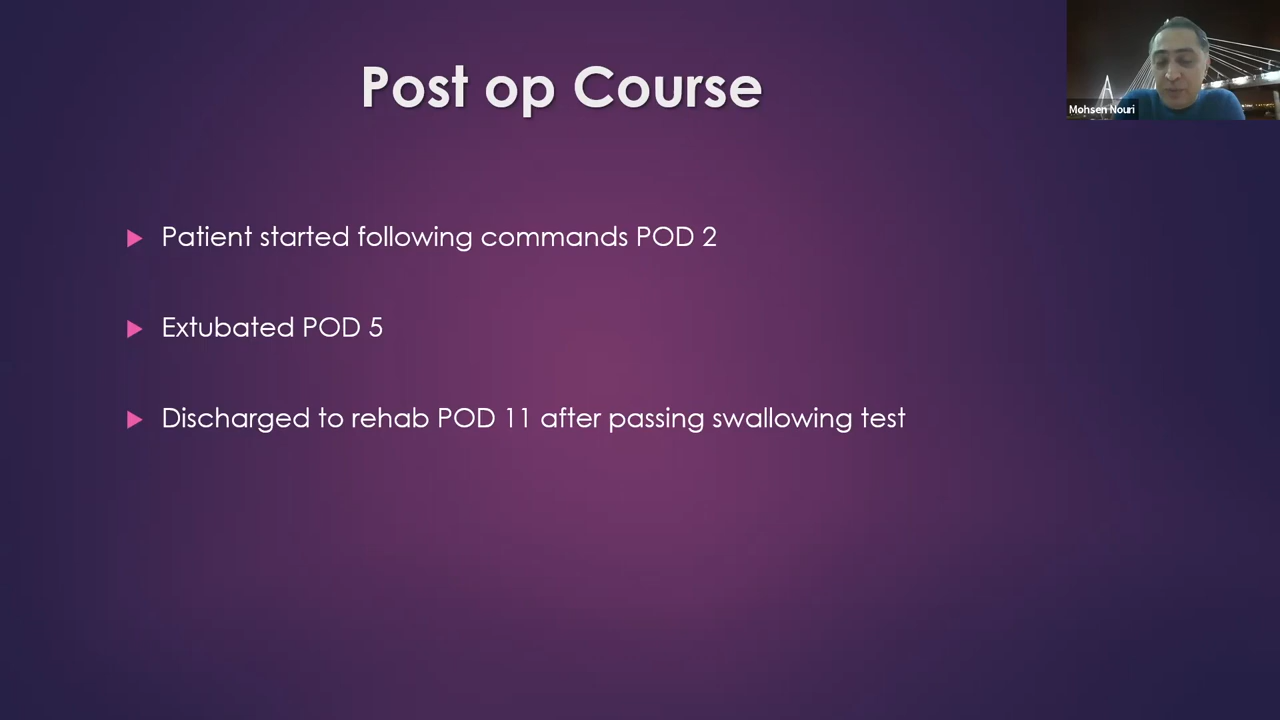 Post op Course
Mohsen Nouri
Patient started following commands POD 2
Extubated POD 5
Discharged to rehab POD 11 after passing swallowing test